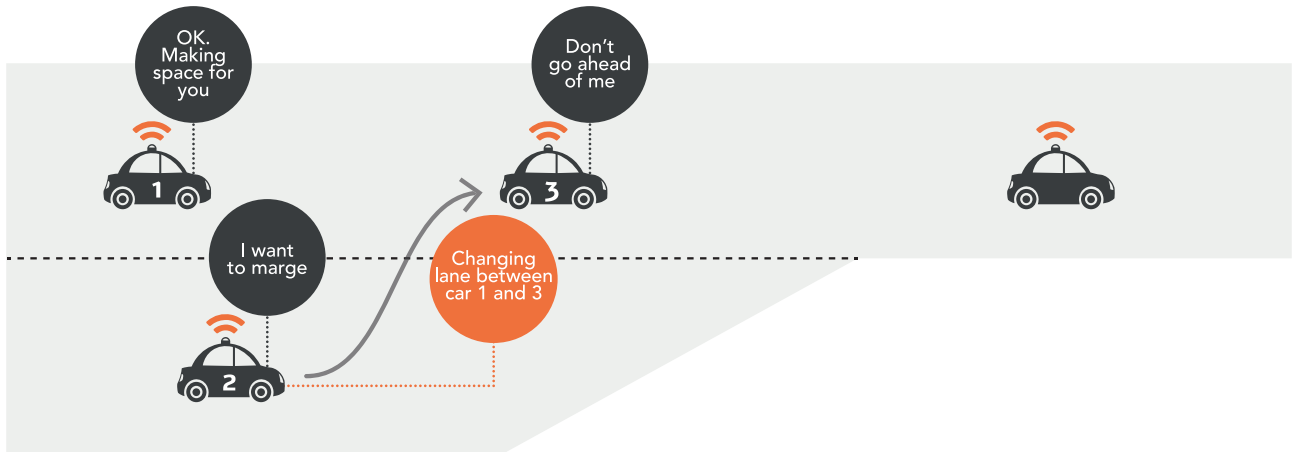 OK.
Making
space for
you
Don't
go ahead
of me
1
3
I want
to marge
Changing
lane between
car 1 and 3
2